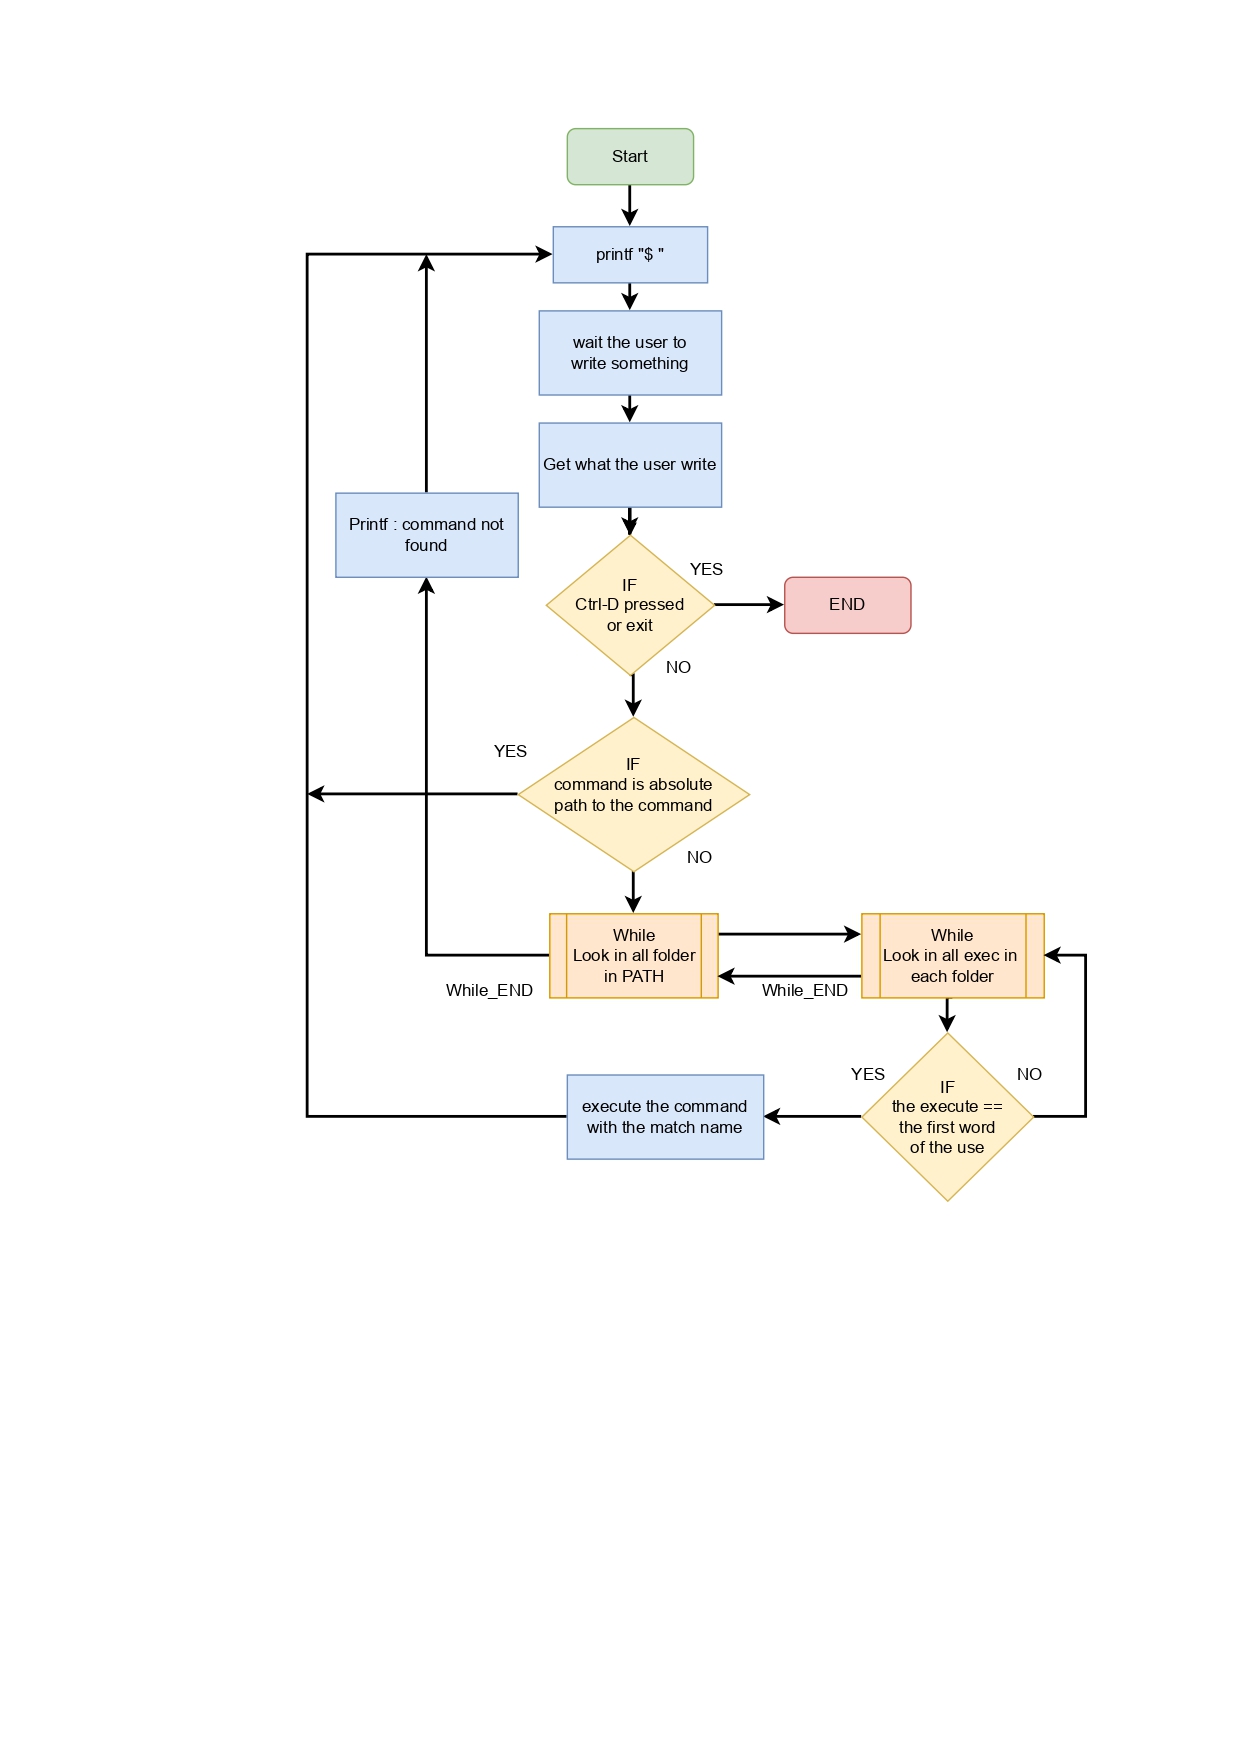 Start
printf "$ "
wait the user to
write something
Get what the user write
Printf : command not
found
IF
Ctrl-D pressed
or exit
YES
END
NO
YES
IF
command is absolute
path to the command
NO
While
Look in all folder
in PATH
While
Look in all exec in
each folder
While_END
While_END
YES
NO
IF
the execute ==
the first word
of the use
execute the command
with the match name